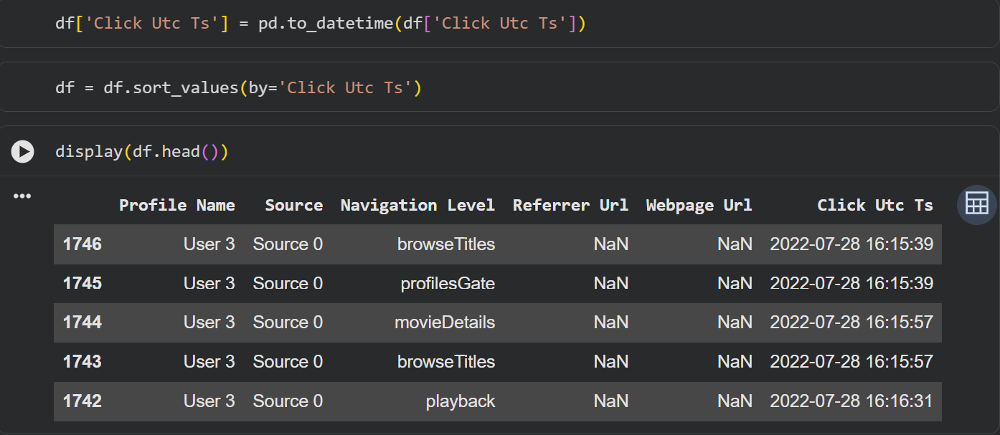 df['Click Utc Ts'] = pd.to_datetime(df['Click Utc Ts'])
df = df.sort_values(by='Click Utc Ts')
display(df.head())
Profile Name Source Navigation Level Referrer Url Webpage Url Click Utc Ts
1746 User 3 Source 0 browseTitles NaN NaN 2022-07-28 16:15:39
1745 User 3 Source 0 profilesGate NaN NaN 2022-07-28 16:15:39
1744 User 3 Source 0 movieDetails NaN NaN 2022-07-28 16:15:57
1743 User 3 Source 0 browseTitles NaN NaN 2022-07-28 16:15:57
1742 User 3 Source 0 playback NaN NaN 2022-07-28 16:16:31